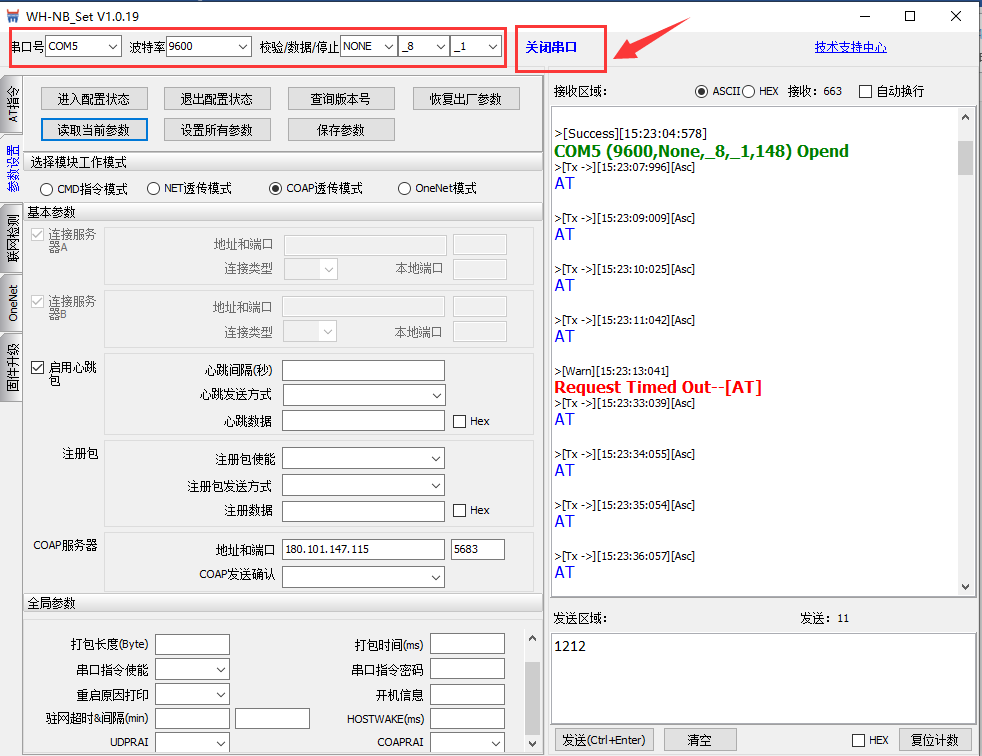 WH-NB_Set V1.0.19
串口号 COM5 波特率 9600 校验/数据/停止 NONE _8 _1 关闭串口 技术支持中心
AT指令
参数设置
联网检测
OneNet
固件升级
进入配置状态 退出配置状态 查询版本号 恢复出厂参数
读取当前参数 设置所有参数 保存参数
选择模块工作模式
CMD指令模式 NET透传模式 COAP透传模式 OneNet模式
基本参数
连接服务器A
地址和端口
连接类型 本地端口
连接服务器B
地址和端口
连接类型 本地端口
启用心跳包
心跳间隔(秒)
心跳发送方式
心跳数据 Hex
注册包
注册包使能
注册包发送方式
注册数据 Hex
COAP服务器
地址和端口 180.101.147.115 5683
COAP发送确认
全局参数
打包长度(Byte) 打包时间(ms)
串口指令使能 串口指令密码
重启原因打印 开机信息
驻网超时&间隔(min) HOSTWAKE(ms)
UDPRAI COAPRAI
接收区域: ASCII HEX 接收: 663 自动换行
>[Success][15:23:04:578]
COM5 (9600,None,_8,_1,148) Opend
>[Tx ->][15:23:07:996][Asc]
AT
>[Tx ->][15:23:09:009][Asc]
AT
>[Tx ->][15:23:10:025][Asc]
AT
>[Tx ->][15:23:11:042][Asc]
AT
>[Warn][15:23:13:041]
Request Timed Out--[AT]
>[Tx ->][15:23:33:039][Asc]
AT
>[Tx ->][15:23:34:055][Asc]
AT
>[Tx ->][15:23:35:054][Asc]
AT
>[Tx ->][15:23:36:057][Asc]
AT
发送区域: 发送: 11
1212
发送(Ctrl+Enter) 清空 HEX 复位计数